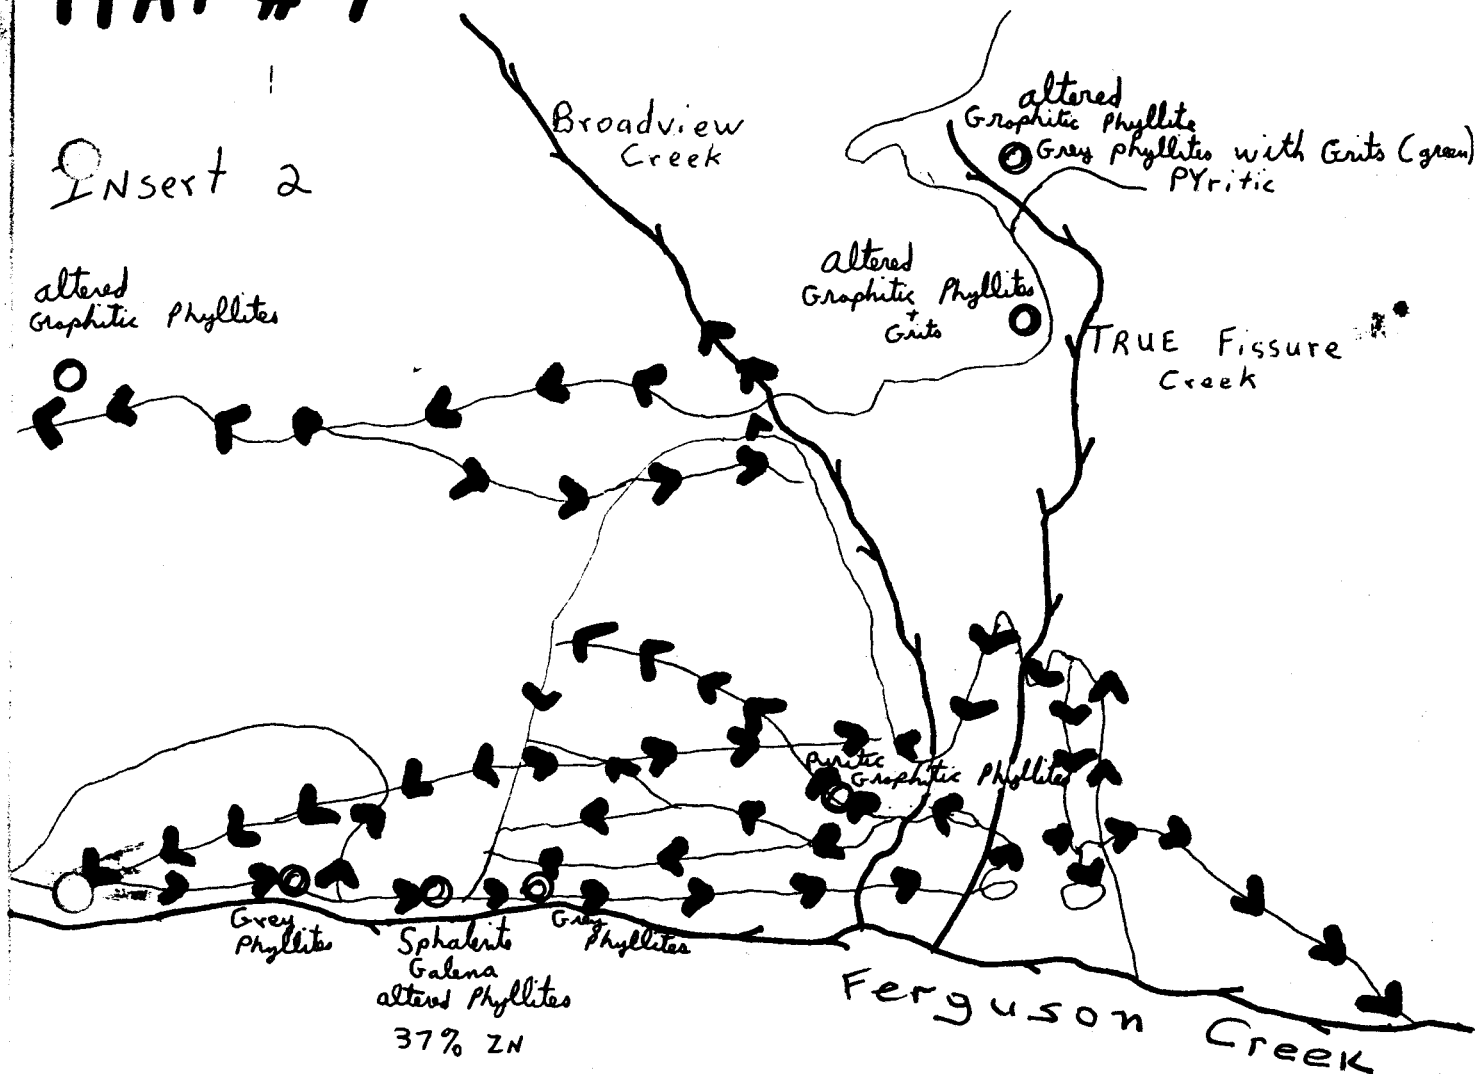 MAP # 4
Insert 2
Broadview
Creek
altered
Graphitic Phyllite
Grey phyllites with Grits (green)
PYritic
altered
Graphitic Phyllites
altered
Graphitic Phyllites
+
Grits
TRUE Fissure
Creek
pyritic
Graphitic Phyllites
Grey
Phyllites
Sphalerite
Galena
altered Phyllites
37% ZN
Grey
Phyllites
Ferguson Creek